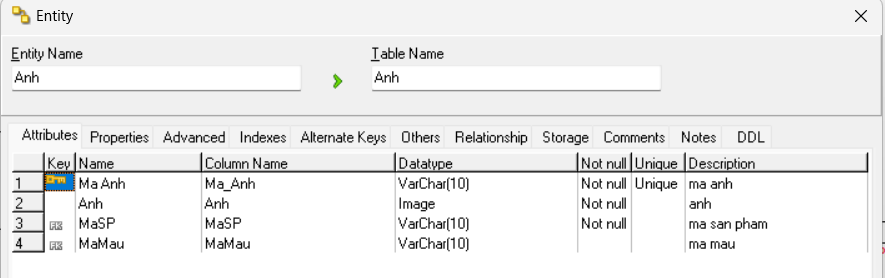 Entity
Entity Name Table Name
Anh Anh
Attributes Properties Advanced Indexes Alternate Keys Others Relationship Storage Comments Notes DDL
Key Name Column Name Datatype Not null Unique Description
1 Ma Anh Ma_Anh VarChar(10) Not null Unique ma anh
2 Anh Anh Image Not null anh
3 FK MaSP MaSP VarChar(10) Not null ma san pham
4 FK MaMau MaMau VarChar(10) ma mau